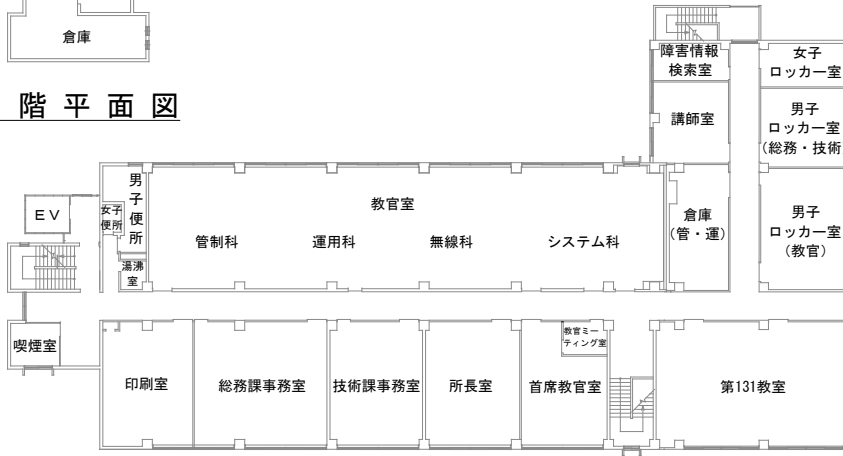 倉庫
階平面図
障害情報
検索室
女子
ロッカー室
講師室
男子
ロッカー室
（総務・技術
男子便所
女子
便所
EV
教官室
管制科
運用科
無線科
システム科
倉庫
（管・運）
男子
ロッカー室
（教官）
湯沸
室
喫煙室
印刷室
総務課事務室
技術課事務室
所長室
教官ミー
ティング室
首席教官室
第131教室